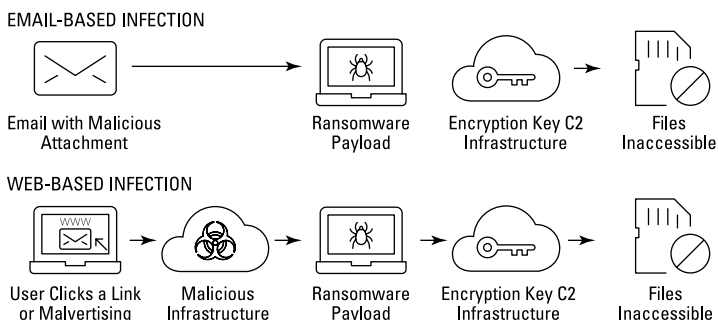 EMAIL-BASED INFECTION
Email with Malicious
Attachment
Ransomware
Payload
Encryption Key C2
Infrastructure
Files
Inaccessible
WEB-BASED INFECTION
WWW
User Clicks a Link
or Malvertising
Malicious
Infrastructure
Ransomware
Payload
Encryption Key C2
Infrastructure
Files
Inaccessible